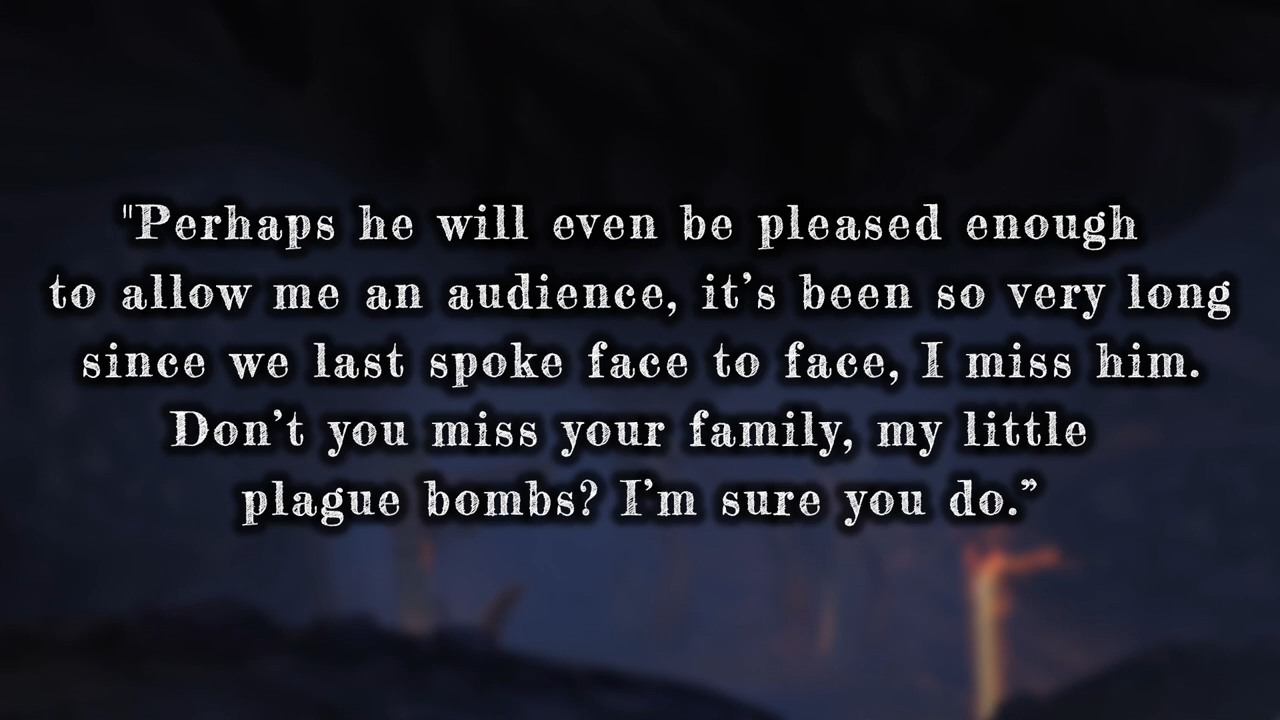 "Perhaps he will even be pleased enough
to allow me an audience, it’s been so very long
since we last spoke face to face, I miss him.
Don’t you miss your family, my little
plague bombs? I’m sure you do.”